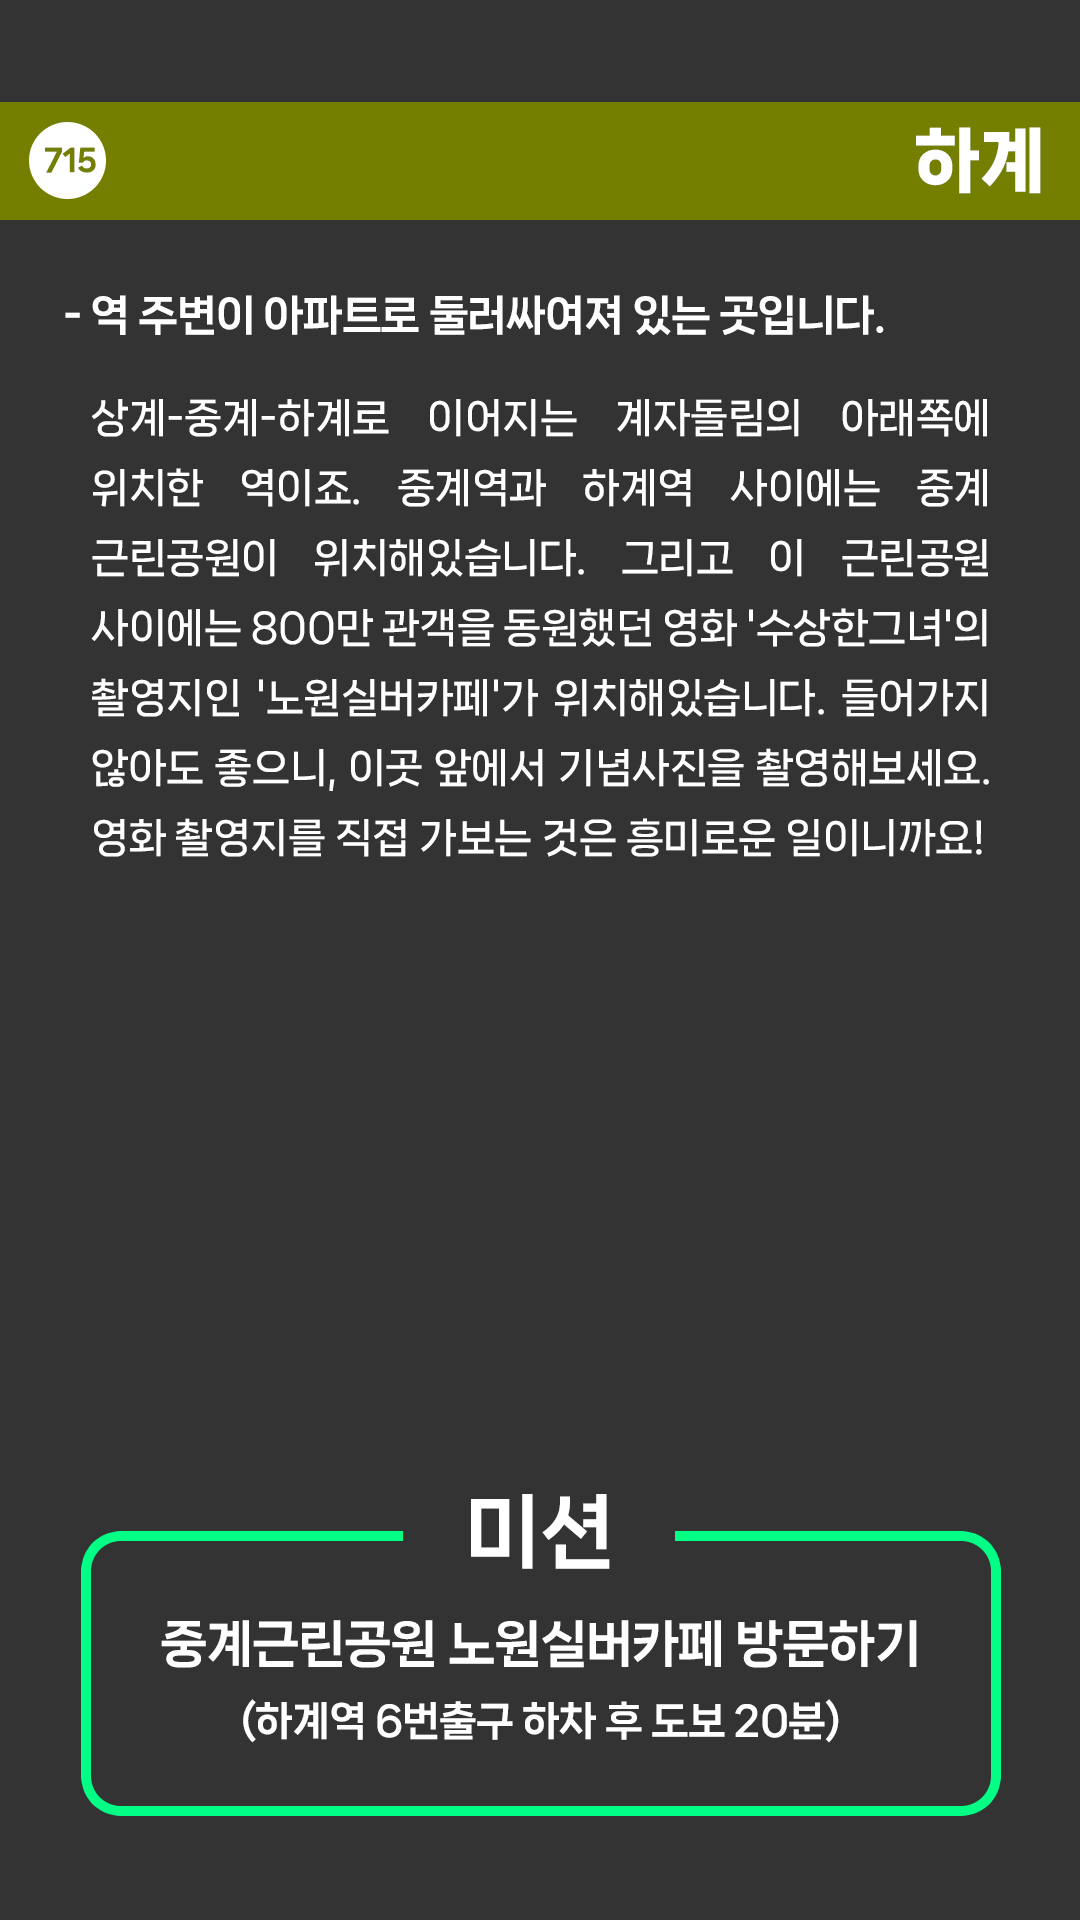 715
하계
- 역 주변이 아파트로 둘러싸여져 있는 곳입니다.
상계-중계-하계로 이어지는 계자돌림의 아래쪽에
위치한 역이죠. 중계역과 하계역 사이에는 중계
근린공원이 위치해있습니다. 그리고 이 근린공원
사이에는 800만 관객을 동원했던 영화 '수상한그녀'의
촬영지인 '노원실버카페'가 위치해있습니다. 들어가지
않아도 좋으니, 이곳 앞에서 기념사진을 촬영해보세요.
영화 촬영지를 직접 가보는 것은 흥미로운 일이니까요!
미션
중계근린공원 노원실버카페 방문하기
(하계역 6번출구 하차 후 도보 20분)